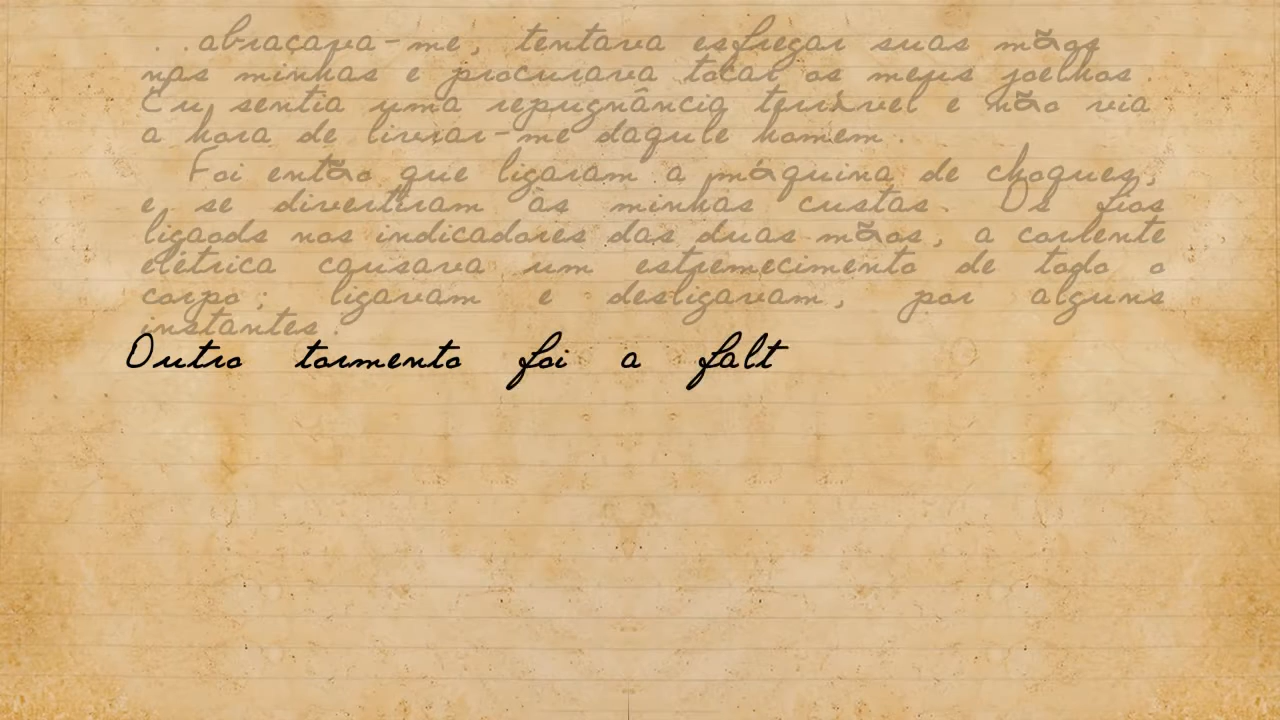 . .abraçava-me, tentava esfregar suas mãos
nas minhas e procurava tocar os meus joelhos.
Eu sentia uma repugnância terrível e não via
a hora de livrar-me daquele homem.
Foi então que ligaram a máquina de choques,
e se divertiram às minhas custas. Os fios
ligaods nos indicadores das duas mãos, a corrente
elétrica causava um estremecimento de todo o
corpo; ligavam e desligavam, por alguns
instantes.
Outro tormento foi a falt